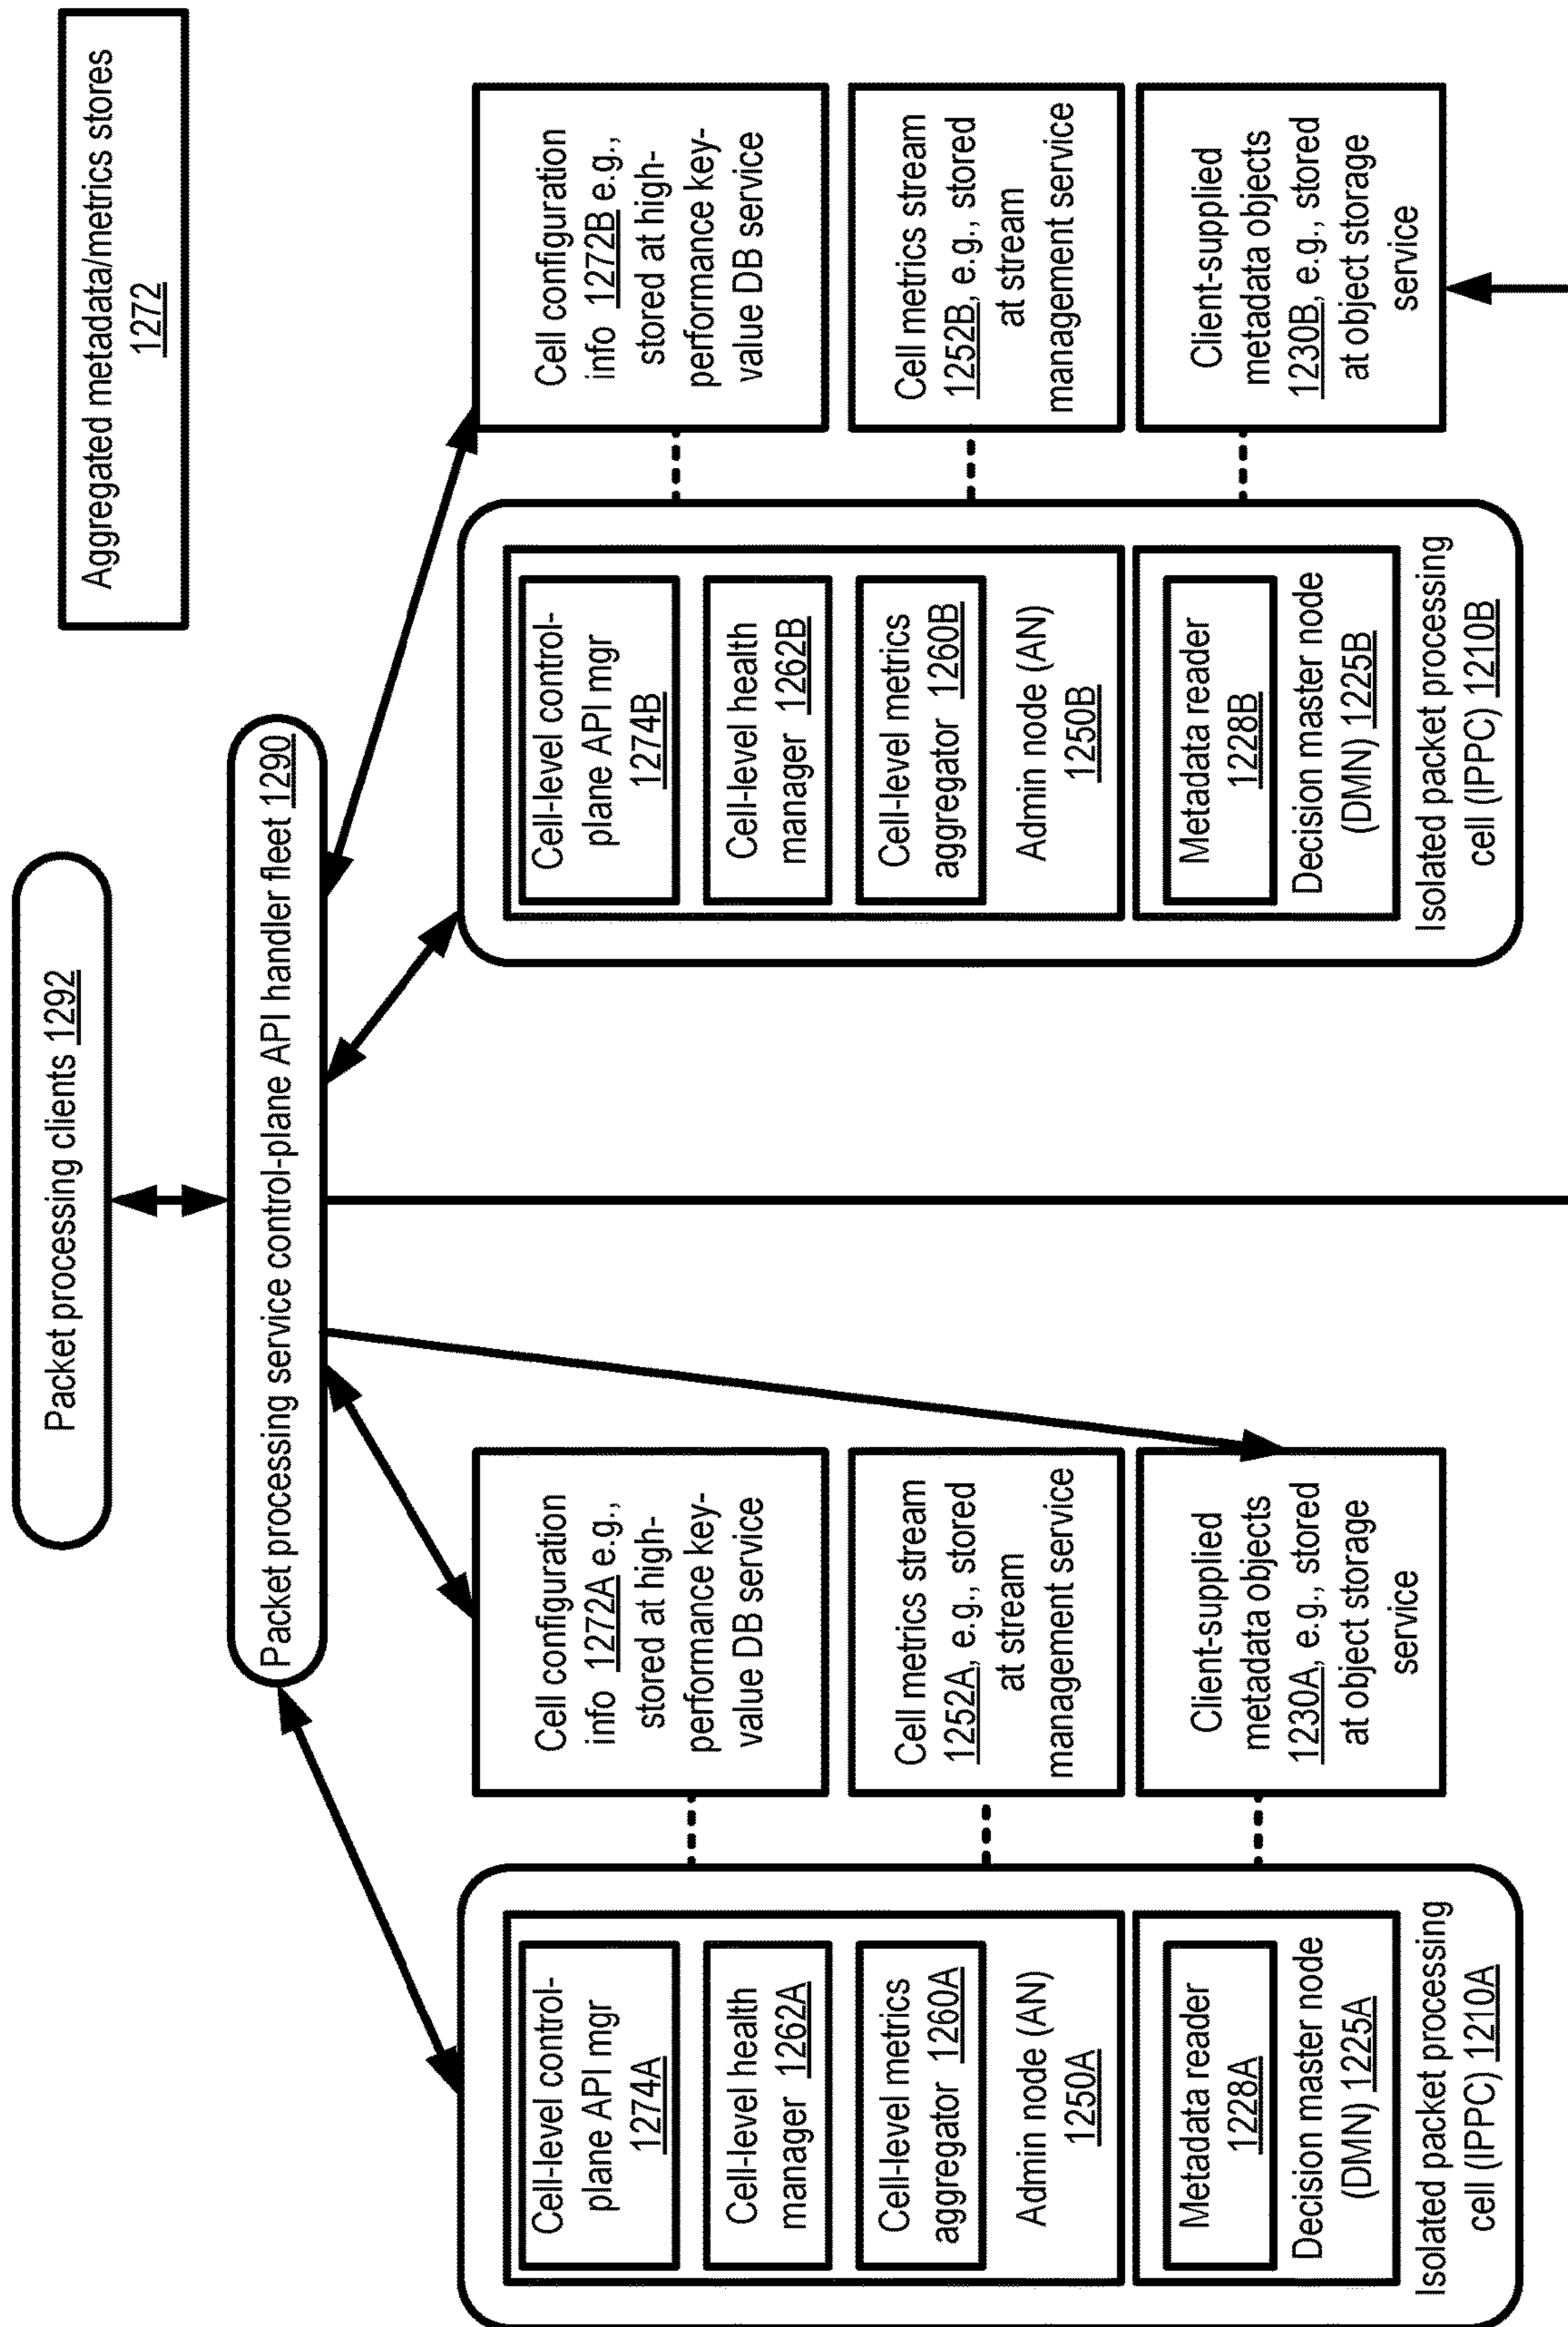 Aggregated metadata/metrics stores
1272
Packet processing clients 1292
Packet processing service control-plane API handler fleet 1290
Cell-level control-
plane API mgr
1274A
Cell-level health
manager 1262A
Cell-level metrics
aggregator 1260A
Admin node (AN)
1250A
Metadata reader
1228A
Decision master node
(DMN) 1225A
Isolated packet processing
cell (IPPC) 1210A
Cell configuration
info 1272A e.g.,
stored at high-
performance key-
value DB service
Cell metrics stream
1252A, e.g., stored
at stream
management service
Client-supplied
metadata objects
1230A, e.g., stored
at object storage
service
Cell-level control-
plane API mgr
1274B
Cell-level health
manager 1262B
Cell-level metrics
aggregator 1260B
Admin node (AN)
1250B
Metadata reader
1228B
Decision master node
(DMN) 1225B
Isolated packet processing
cell (IPPC) 1210B
Cell configuration
info 1272B e.g.,
stored at high-
performance key-
value DB service
Cell metrics stream
1252B, e.g., stored
at stream
management service
Client-supplied
metadata objects
1230B, e.g., stored
at object storage
service